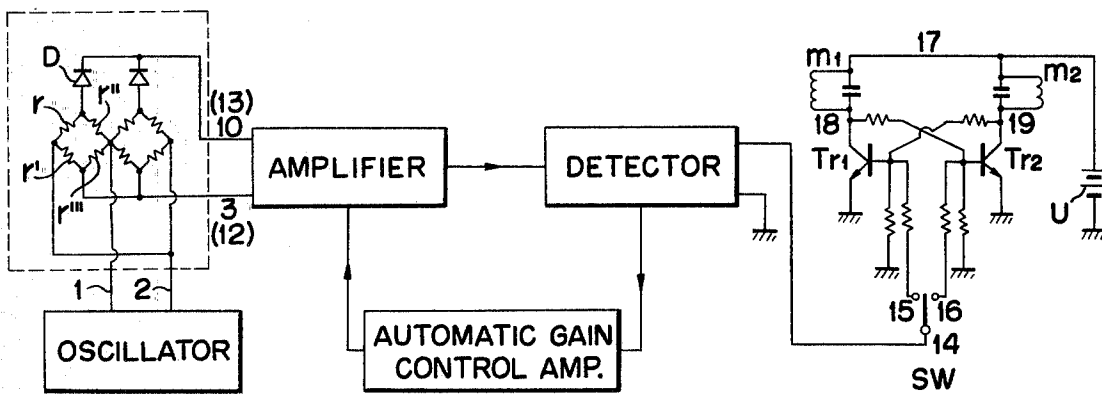 D
r
r''
r'
r'''
(13)
10
3
(12)
1
2
OSCILLATOR
AMPLIFIER
DETECTOR
AUTOMATIC GAIN
CONTROL AMP.
m1
17
m2
18
19
Tr1
Tr2
U
15
16
14
SW